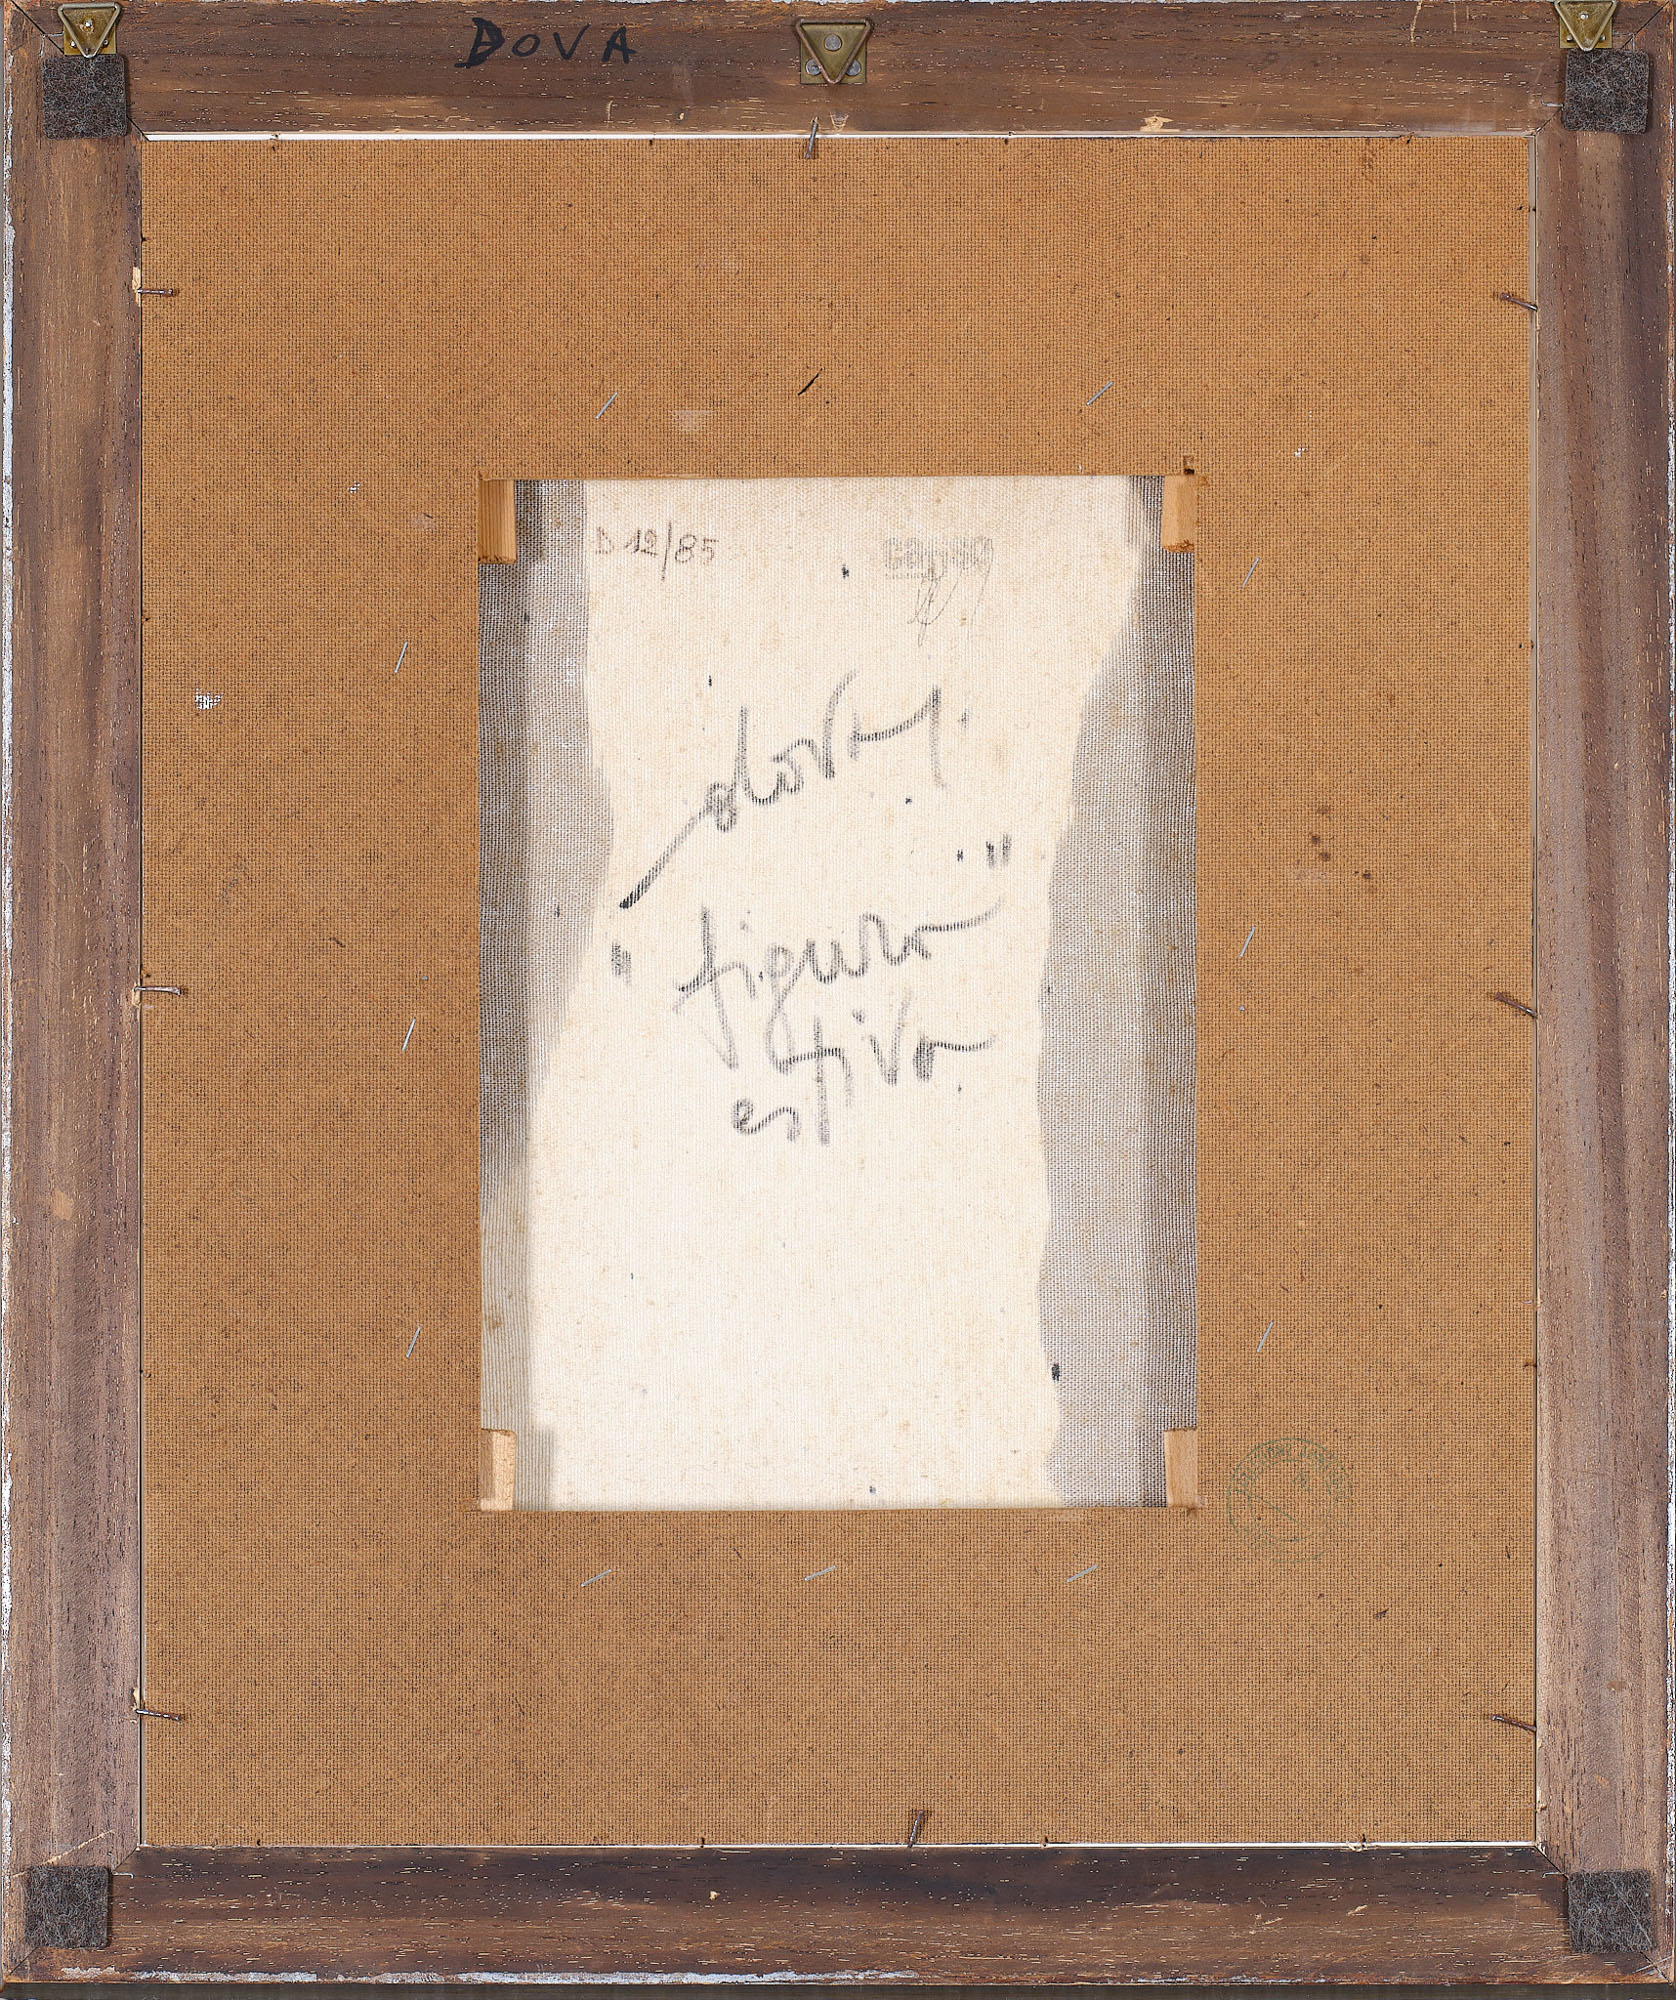 DOVA
D 12/85
dova
"figura
estiva"